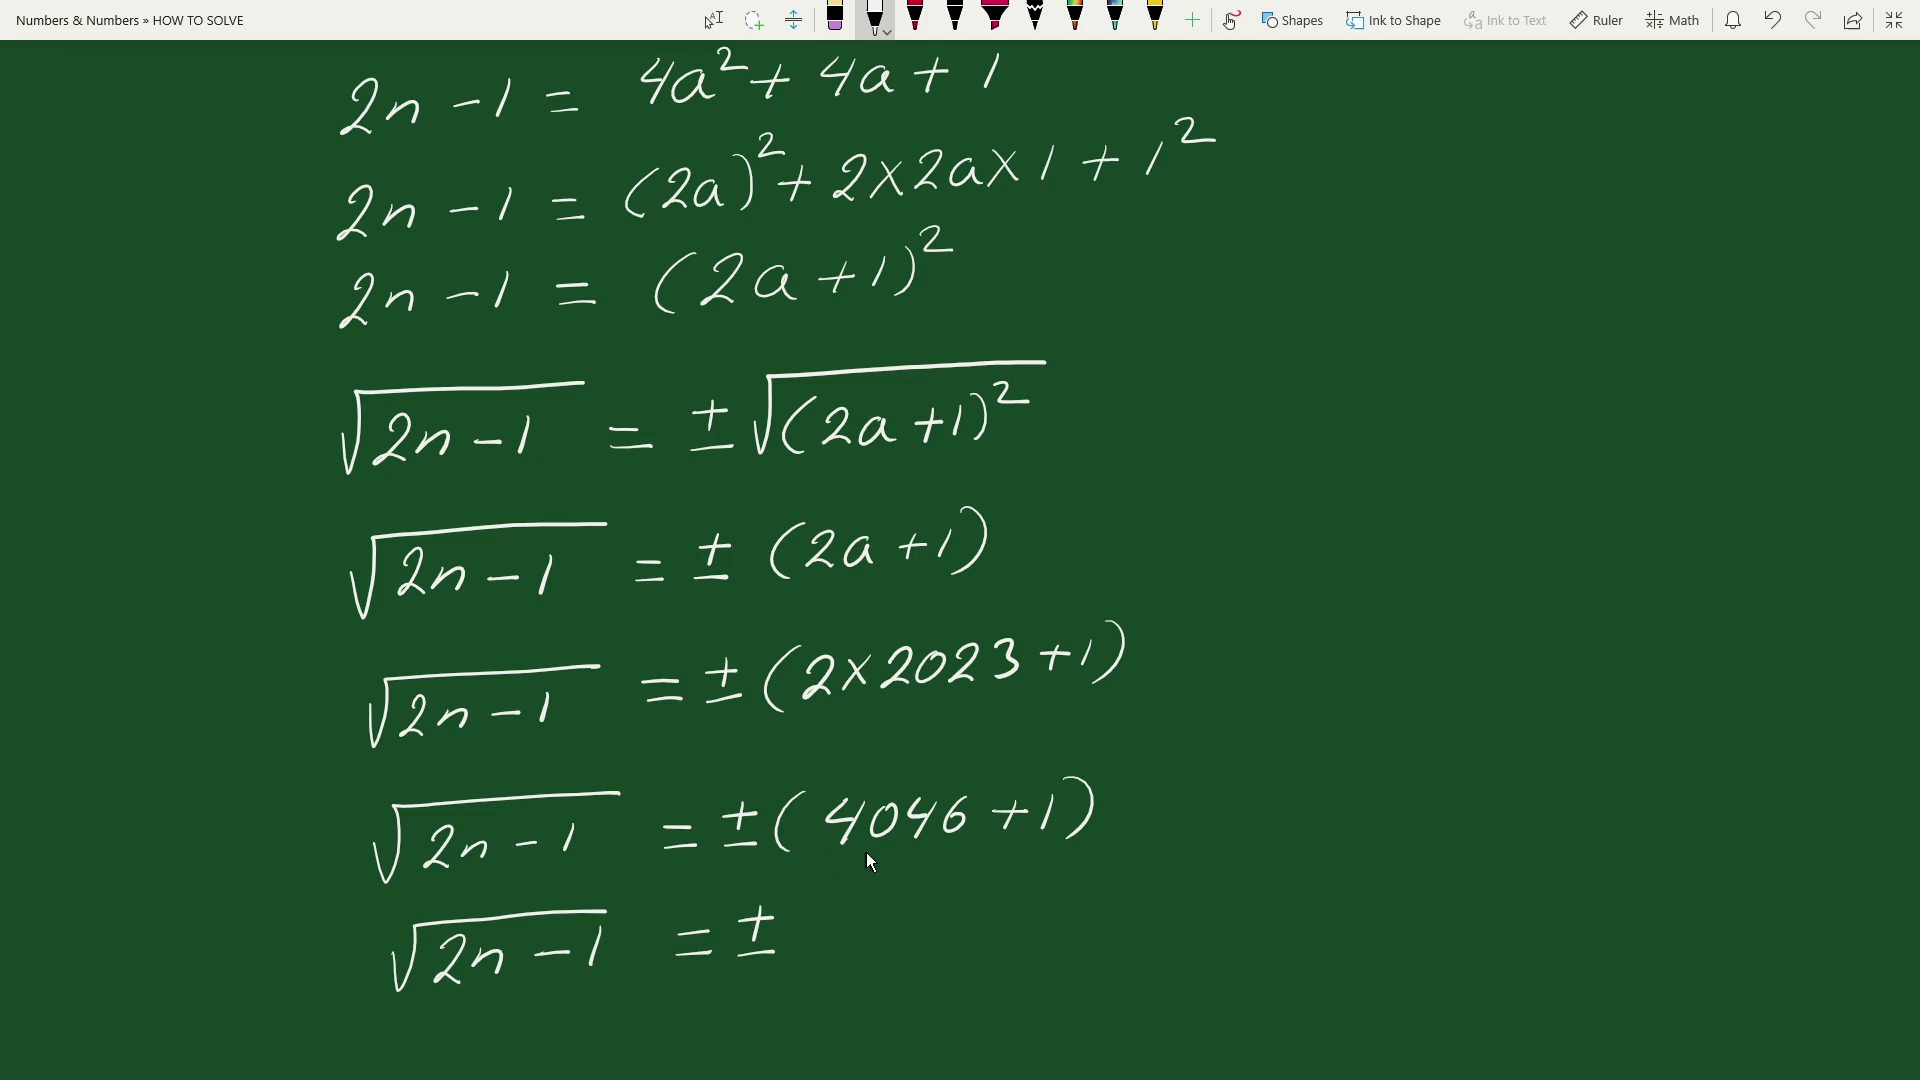 Numbers & Numbers » HOW TO SOLVE
Shapes
Ink to Shape
Ink to Text
Ruler
Math
2n - 1 = 4a² + 4a + 1
2n - 1 = (2a)² + 2×2a×1 + 1²
2n - 1 = (2a + 1)²
√2n - 1 = ± √(2a + 1)²
√2n - 1 = ± (2a + 1)
√2n - 1 = ± (2×2023 + 1)
√2n - 1 = ± (4046 + 1)
√2n - 1 = ±